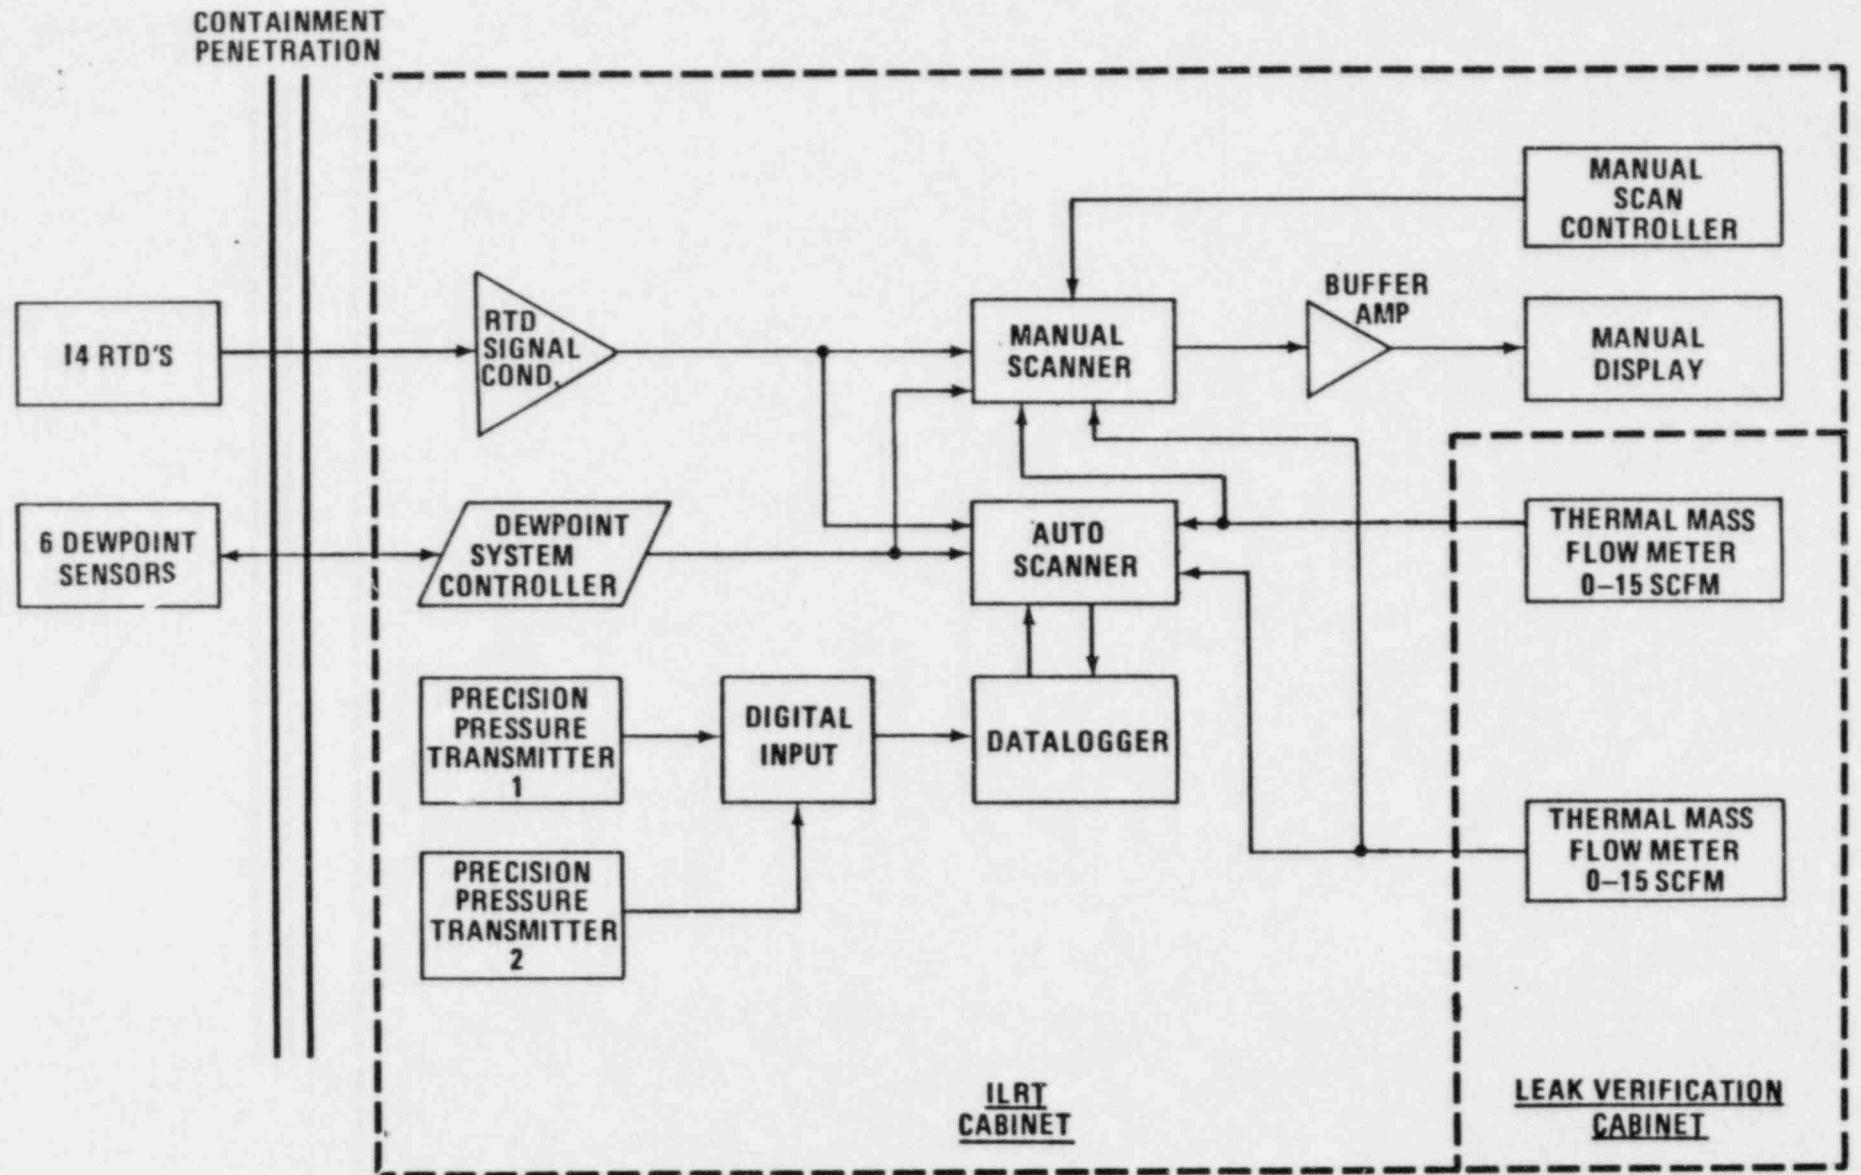 CONTAINMENT
PENETRATION
MANUAL
SCAN
CONTROLLER
14 RTD'S
RTD
SIGNAL
COND.
MANUAL
SCANNER
BUFFER
AMP
MANUAL
DISPLAY
6 DEWPOINT
SENSORS
DEWPOINT
SYSTEM
CONTROLLER
AUTO
SCANNER
THERMAL MASS
FLOW METER
0–15 SCFM
PRECISION
PRESSURE
TRANSMITTER
1
DIGITAL
INPUT
DATALOGGER
THERMAL MASS
FLOW METER
0–15 SCFM
PRECISION
PRESSURE
TRANSMITTER
2
ILRT
CABINET
LEAK VERIFICATION
CABINET